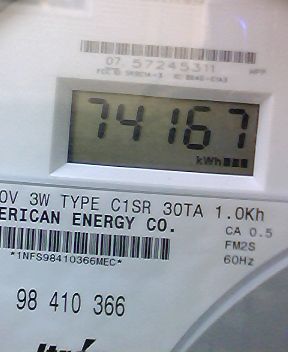 07 57245311
74167
kWh
0V 3W TYPE C1SR 30TA 1.0Kh
ERICAN ENERGY CO.
CA 0.5
FM2S
*1NFS98410366MEC*
60Hz
98 410 366
Itron